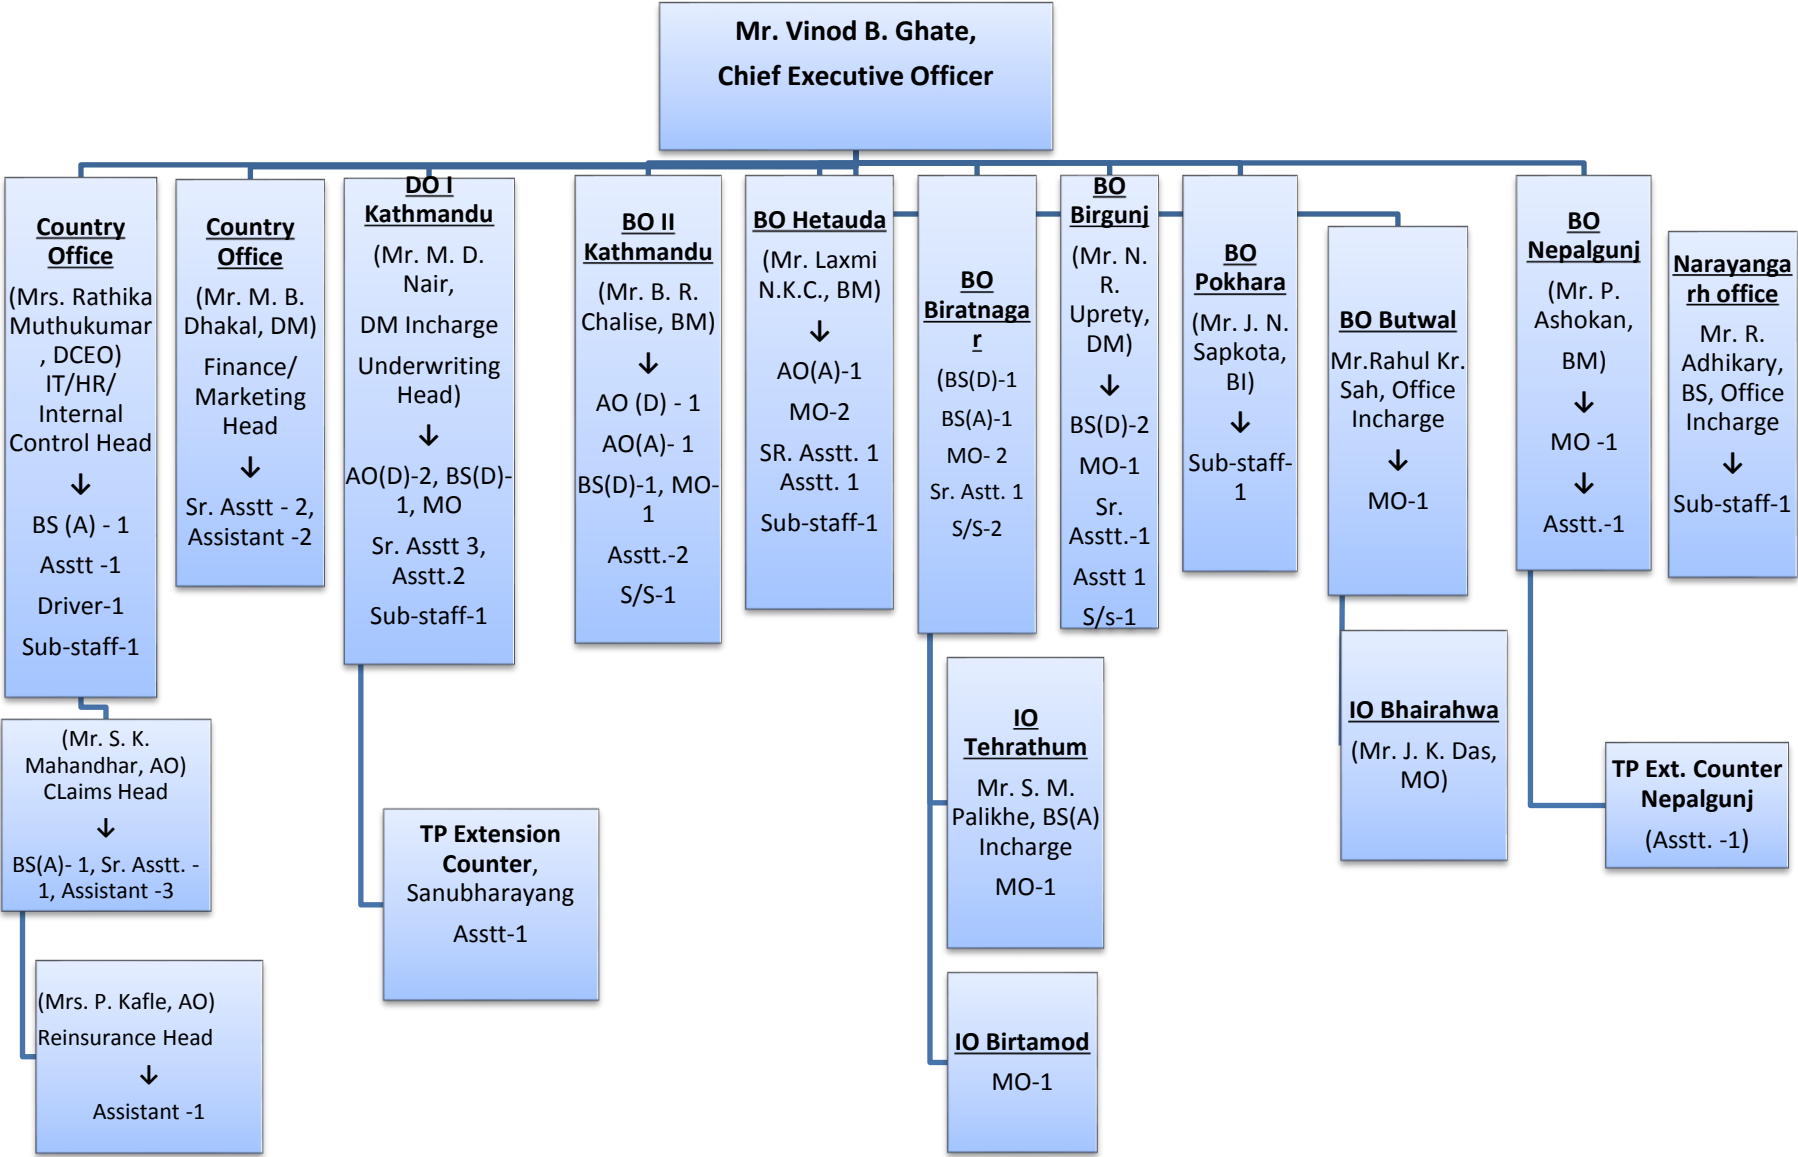 Mr. Vinod B. Ghate,
Chief Executive Officer
Country
Office
(Mrs. Rathika
Muthukumar
, DCEO)
IT/HR/
Internal
Control Head
↓
BS (A) - 1
Asstt -1
Driver-1
Sub-staff-1
Country
Office
(Mr. M. B.
Dhakal, DM)
Finance/
Marketing
Head
↓
Sr. Asstt - 2,
Assistant -2
DO I
Kathmandu
(Mr. M. D.
Nair,
DM Incharge
Underwriting
Head)
↓
AO(D)-2, BS(D)-
1, MO
Sr. Asstt 3,
Asstt.2
Sub-staff-1
BO II
Kathmandu
(Mr. B. R.
Chalise, BM)
↓
AO (D) - 1
AO(A)- 1
BS(D)-1, MO-
1
Asstt.-2
S/S-1
BO Hetauda
(Mr. Laxmi
N.K.C., BM)
↓
AO(A)-1
MO-2
SR. Asstt. 1
Asstt. 1
Sub-staff-1
BO
Biratnaga
r
(BS(D)-1
BS(A)-1
MO- 2
Sr. Astt. 1
S/S-2
BO
Birgunj
(Mr. N.
R.
Uprety,
DM)
↓
BS(D)-2
MO-1
Sr.
Asstt.-1
Asstt 1
S/s-1
BO
Pokhara
(Mr. J. N.
Sapkota,
BI)
↓
Sub-staff-
1
BO Butwal
Mr.Rahul Kr.
Sah, Office
Incharge
↓
MO-1
BO
Nepalgunj
(Mr. P.
Ashokan,
BM)
↓
MO -1
↓
Asstt.-1
Narayanga
rh office
Mr. R.
Adhikary,
BS, Office
Incharge
↓
Sub-staff-1
(Mr. S. K.
Mahandhar, AO)
CLaims Head
↓
BS(A)- 1, Sr. Asstt. -
1, Assistant -3
(Mrs. P. Kafle, AO)
Reinsurance Head
↓
Assistant -1
TP Extension
Counter,
Sanubharayang
Asstt-1
IO
Tehrathum
Mr. S. M.
Palikhe, BS(A)
Incharge
MO-1
IO Birtamod
MO-1
IO Bhairahwa
(Mr. J. K. Das,
MO)
TP Ext. Counter
Nepalgunj
(Asstt. -1)